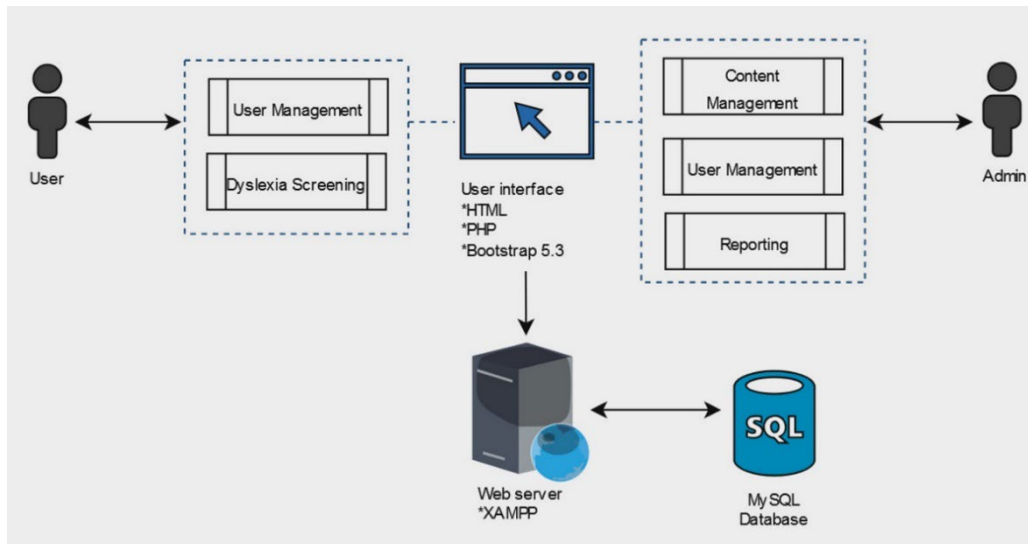 User
User Management
Dyslexia Screening
User interface
*HTML
*PHP
*Bootstrap 5.3
Content
Management
User Management
Reporting
Admin
Web server
*XAMPP
SQL
MySQL
Database